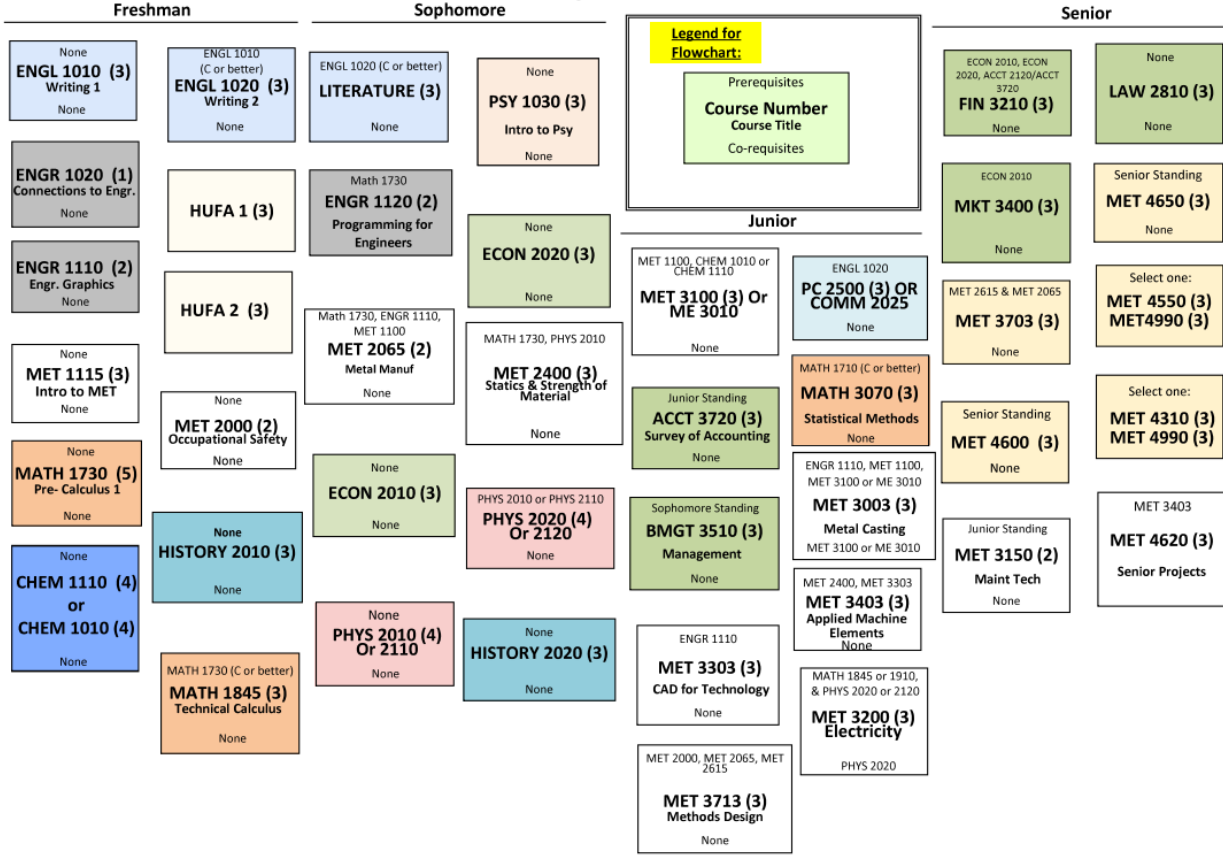 Freshman
None
ENGL 1010 (3)
Writing 1
None
ENGR 1020 (1)
Connections to Engr.
None
ENGR 1110 (2)
Engr. Graphics
None
None
MET 1115 (3)
Intro to MET
None
None
MATH 1730 (5)
Pre- Calculus 1
None
None
CHEM 1110 (4)
or
CHEM 1010 (4)
None
ENGL 1010
(C or better)
ENGL 1020 (3)
Writing 2
None
HUFA 1 (3)
HUFA 2 (3)
None
MET 2000 (2)
Occupational Safety
None
None
HISTORY 2010 (3)
None
MATH 1730 (C or better)
MATH 1845 (3)
Technical Calculus
None
Sophomore
ENGL 1020 (C or better)
LITERATURE (3)
None
Math 1730
ENGR 1120 (2)
Programming for
Engineers
Math 1730, ENGR 1110,
MET 1100
MET 2065 (2)
Metal Manuf
None
None
ECON 2010 (3)
None
None
PHYS 2010 (4)
Or 2110
None
None
PSY 1030 (3)
Intro to Psy
None
None
ECON 2020 (3)
None
MATH 1730, PHYS 2010
MET 2400 (3)
Statics & Strength of
Material
None
PHYS 2010 or PHYS 2110
PHYS 2020 (4)
Or 2120
None
None
HISTORY 2020 (3)
None
Legend for
Flowchart:
Prerequisites
Course Number
Course Title
Co-requisites
Junior
MET 1100, CHEM 1010 or
CHEM 1110
MET 3100 (3) Or
ME 3010
None
Junior Standing
ACCT 3720 (3)
Survey of Accounting
None
Sophomore Standing
BMGT 3510 (3)
Management
None
ENGR 1110
MET 3303 (3)
CAD for Technology
None
MET 2000, MET 2065, MET
2615
MET 3713 (3)
Methods Design
None
ENGL 1020
PC 2500 (3) OR
COMM 2025
None
MATH 1710 (C or better)
MATH 3070 (3)
Statistical Methods
None
ENGR 1110, MET 1100,
MET 3100 or ME 3010
MET 3003 (3)
Metal Casting
MET 3100 or ME 3010
MET 2400, MET 3303
MET 3403 (3)
Applied Machine
Elements
None
MATH 1845 or 1910,
& PHYS 2020 or 2120
MET 3200 (3)
Electricity
PHYS 2020
Senior
ECON 2010, ECON
2020, ACCT 2120/ACCT
3720
FIN 3210 (3)
None
ECON 2010
MKT 3400 (3)
None
MET 2615 & MET 2065
MET 3703 (3)
None
Senior Standing
MET 4600 (3)
None
Junior Standing
MET 3150 (2)
Maint Tech
None
None
LAW 2810 (3)
None
Senior Standing
MET 4650 (3)
None
Select one:
MET 4550 (3)
MET4990 (3)
None
Select one:
MET 4310 (3)
MET 4990 (3)
None
MET 3403
MET 4620 (3)
Senior Projects
None